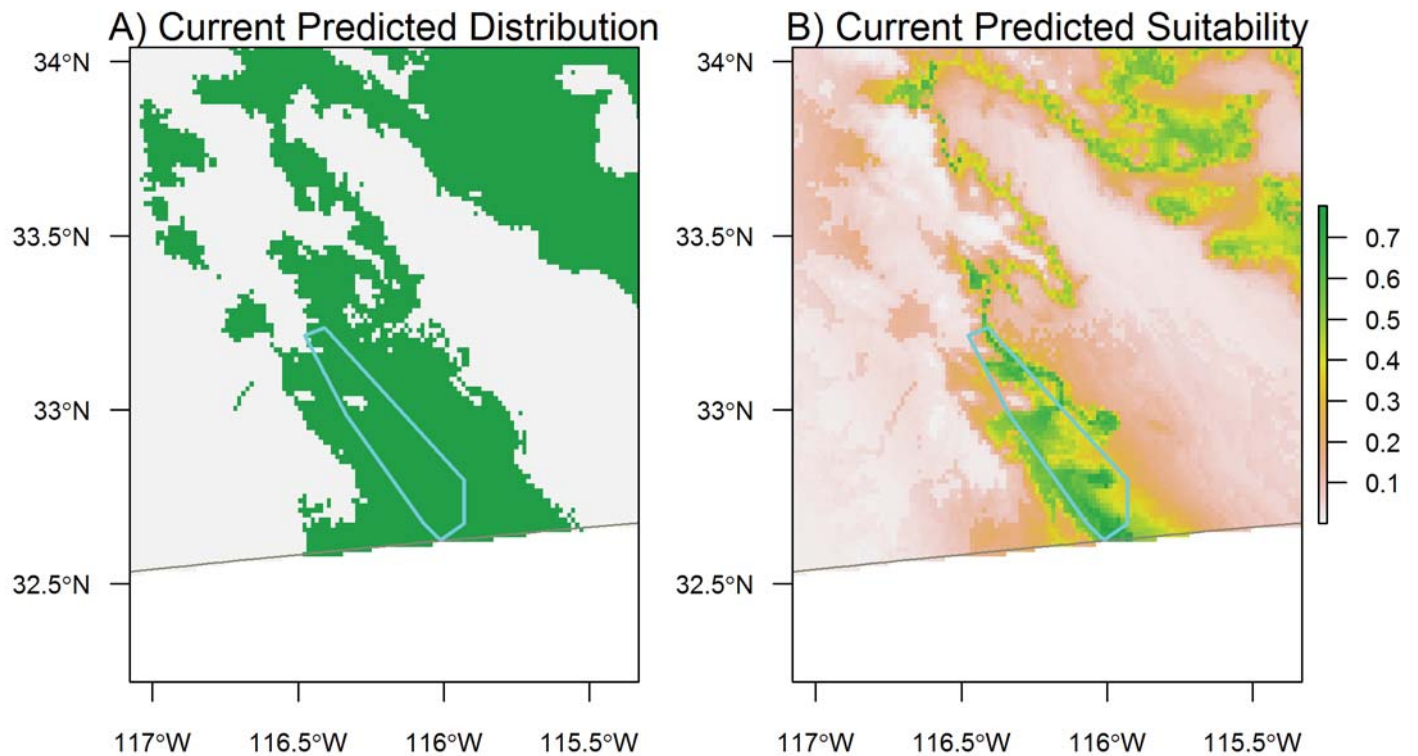 A) Current Predicted Distribution
34°N
33.5°N
33°N
32.5°N
117°W 116.5°W 116°W 115.5°W
B) Current Predicted Suitability
34°N
33.5°N
33°N
32.5°N
117°W 116.5°W 116°W 115.5°W
0.7
0.6
0.5
0.4
0.3
0.2
0.1